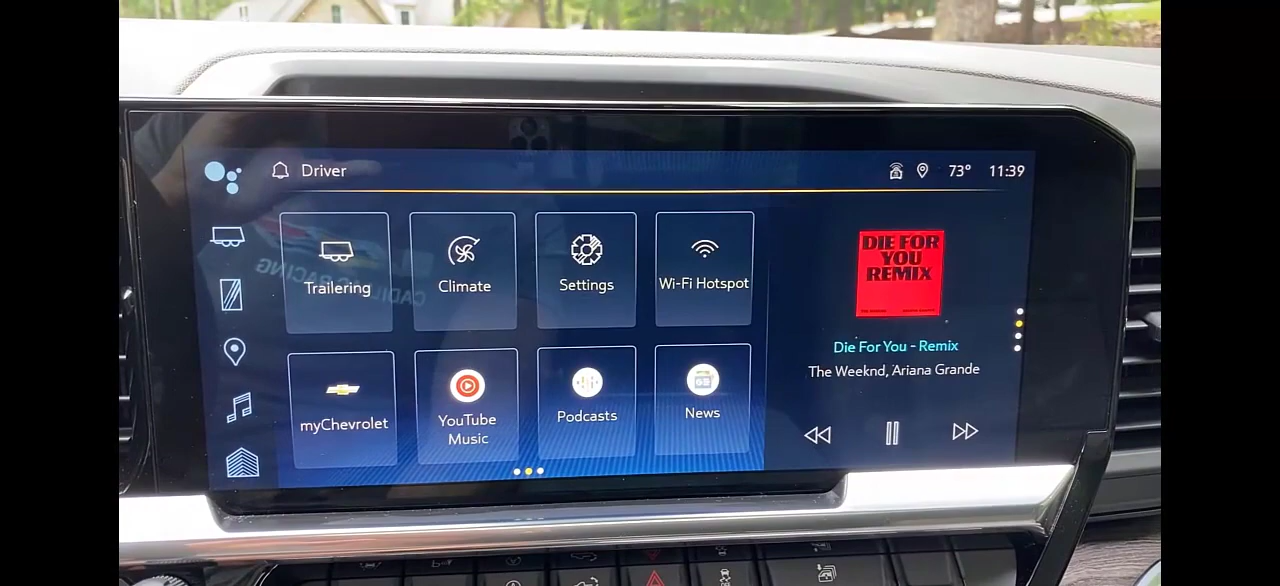 Driver
73° 11:39
Trailering
Climate
Settings
Wi-Fi Hotspot
myChevrolet
YouTube
Music
Podcasts
News
DIE FOR
YOU
REMIX
Die For You - Remix
The Weeknd, Ariana Grande